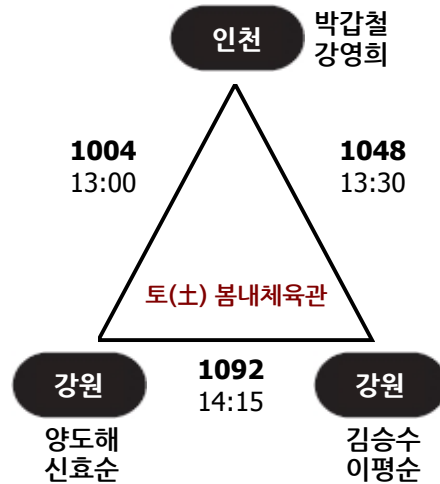 인천
박갑철
강영희
1004
13:00
1048
13:30
토(土) 봄내체육관
강원
1092
14:15
강원
양도해
신효순
김승수
이평순